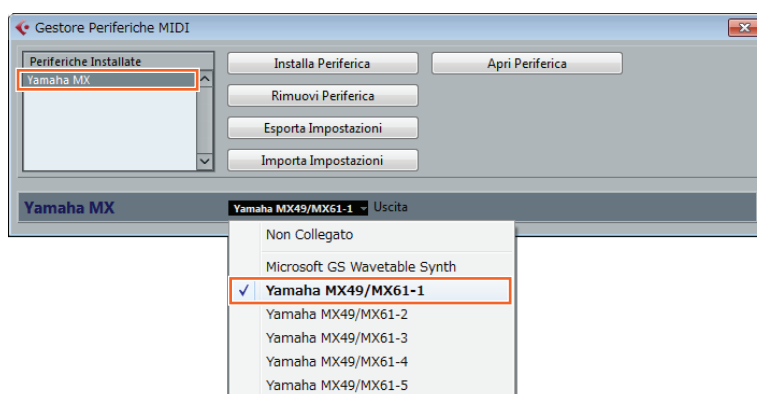 Gestore Periferiche MIDI
Periferiche Installate
Yamaha MX
Installa Periferica
Apri Periferica
Rimuovi Periferica
Esporta Impostazioni
Importa Impostazioni
Yamaha MX
Yamaha MX49/MX61-1
Uscita
Non Collegato
Microsoft GS Wavetable Synth
✓ Yamaha MX49/MX61-1
Yamaha MX49/MX61-2
Yamaha MX49/MX61-3
Yamaha MX49/MX61-4
Yamaha MX49/MX61-5